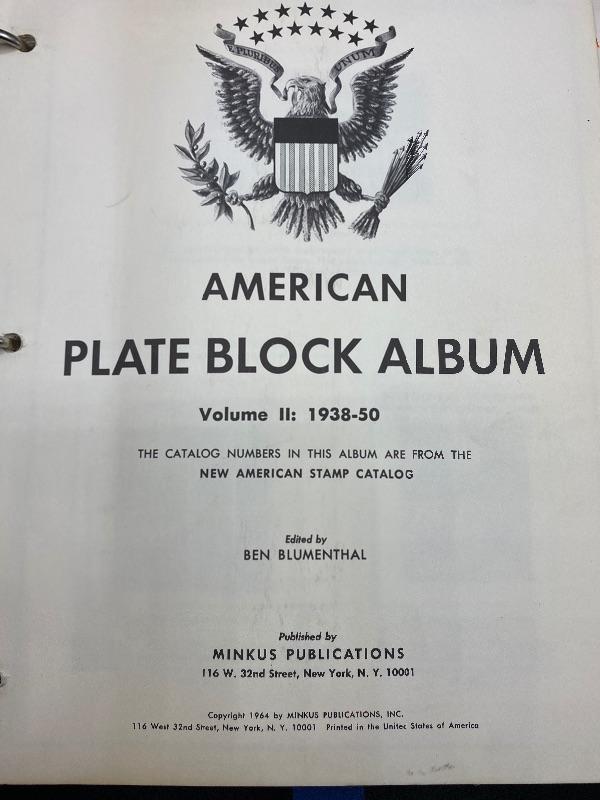 E PLURIBUS UNUM
AMERICAN
PLATE BLOCK ALBUM
Volume II: 1938-50
THE CATALOG NUMBERS IN THIS ALBUM ARE FROM THE
NEW AMERICAN STAMP CATALOG
Edited by
BEN BLUMENTHAL
Published by
MINKUS PUBLICATIONS
116 W. 32nd Street, New York, N. Y. 10001
Copyright 1964 by MINKUS PUBLICATIONS, INC.
116 West 32nd Street, New York, N. Y. 10001 Printed in the United States of America